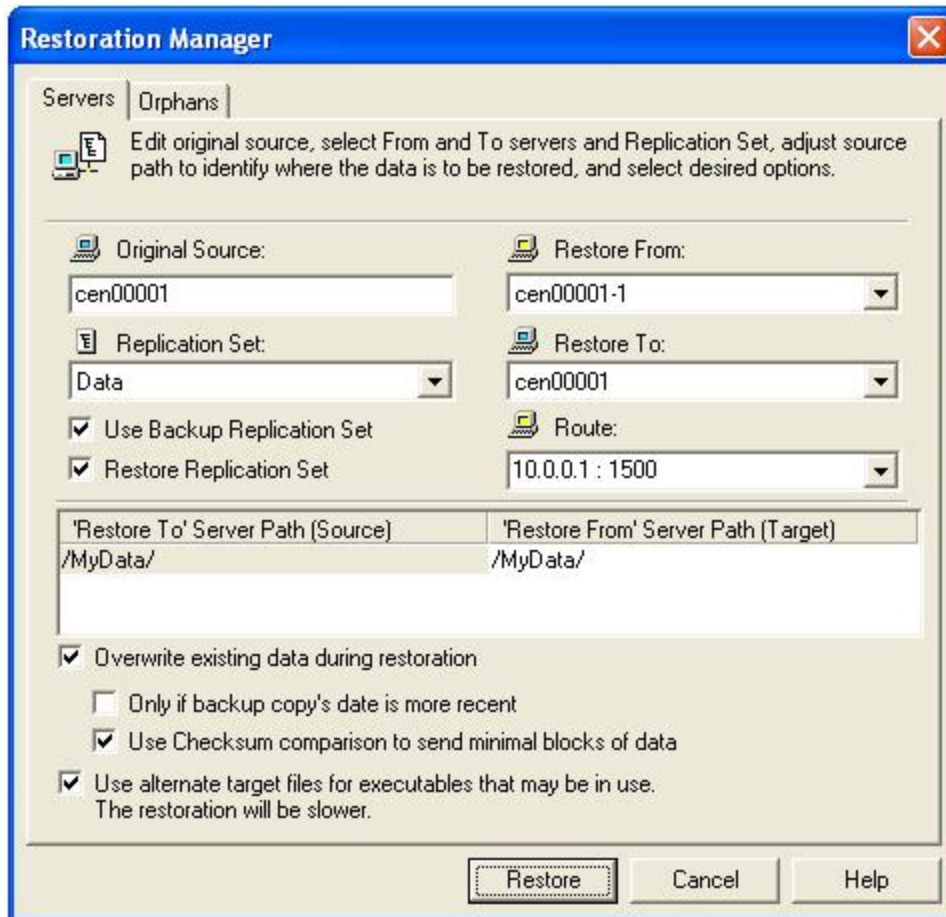 Restoration Manager
Servers
Orphans
Edit original source, select From and To servers and Replication Set, adjust source
path to identify where the data is to be restored, and select desired options.
Original Source:
cen00001
Restore From:
cen00001-1
Replication Set:
Data
Restore To:
cen00001
Use Backup Replication Set
Restore Replication Set
Route:
10.0.0.1 : 1500
'Restore To' Server Path (Source)
'Restore From' Server Path (Target)
/MyData/
/MyData/
Overwrite existing data during restoration
Only if backup copy's date is more recent
Use Checksum comparison to send minimal blocks of data
Use alternate target files for executables that may be in use.
The restoration will be slower.
Restore
Cancel
Help